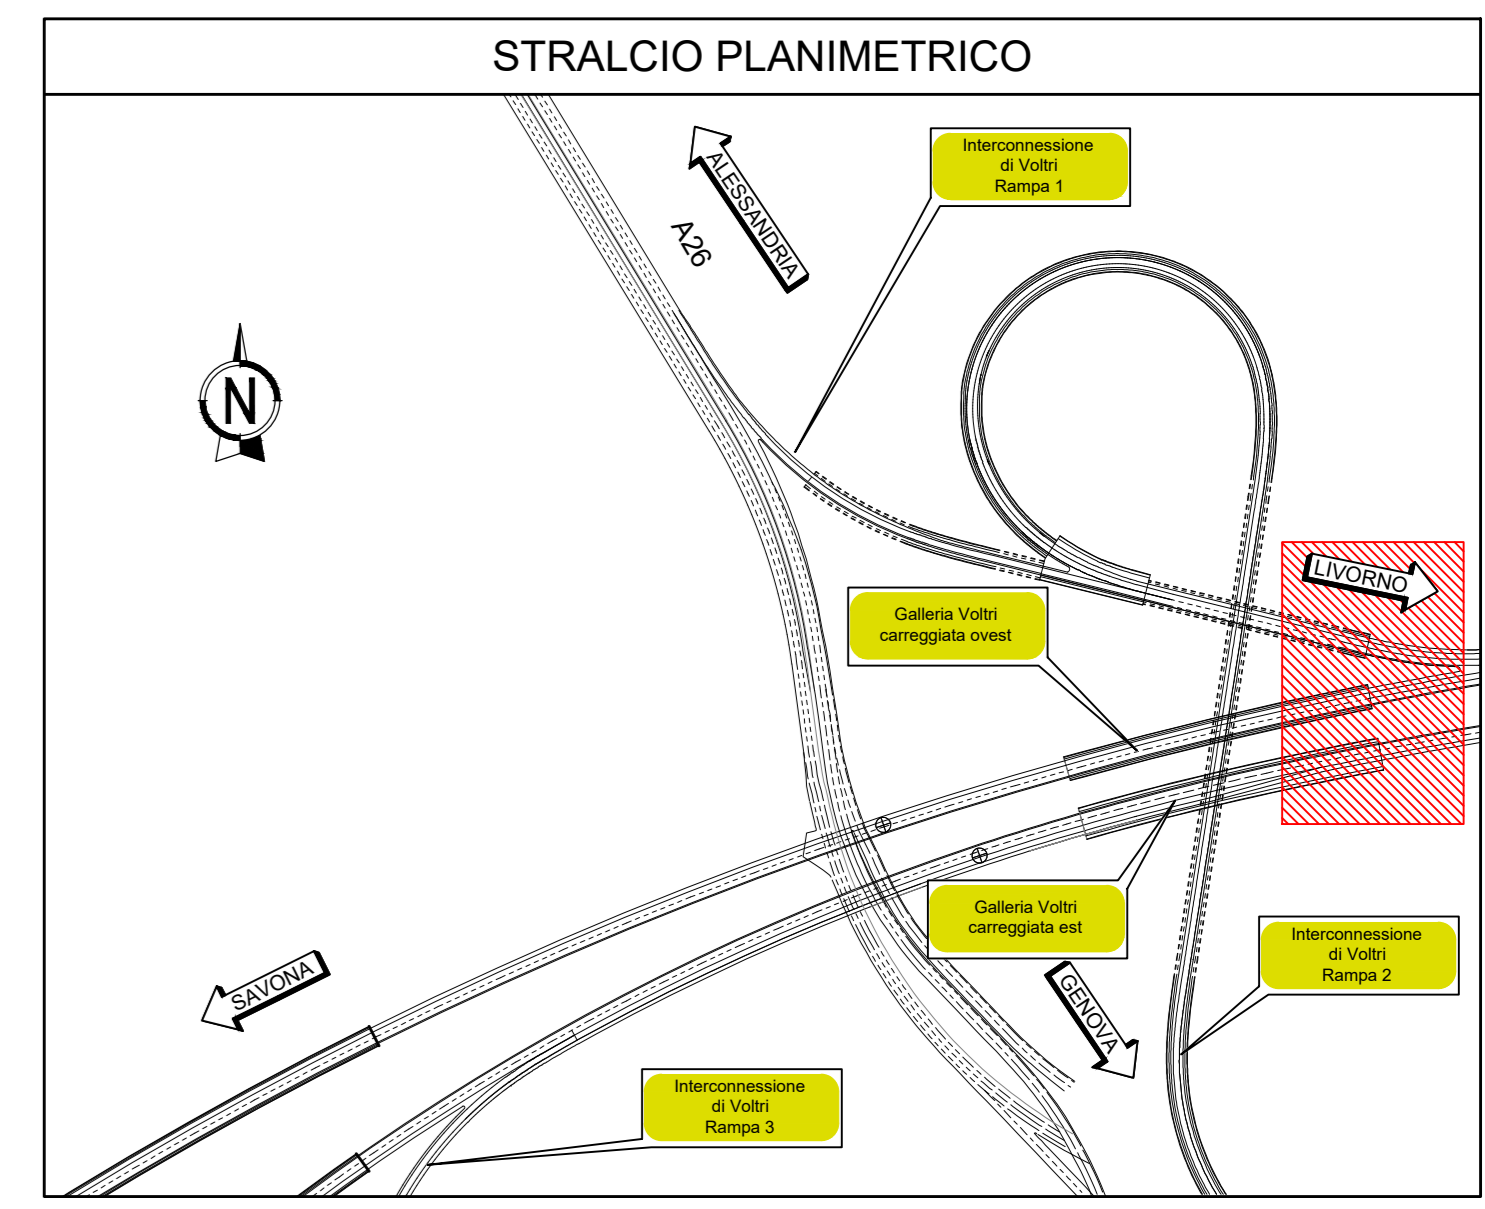 STRALCIO PLANIMETRICO
ALESSANDRIA
A26
Interconnessione
di Voltri
Rampa 1
N
LIVORNO
Galleria Voltri
carreggiata ovest
Galleria Voltri
carreggiata est
Interconnessione
di Voltri
Rampa 2
SAVONA
GENOVA
Interconnessione
di Voltri
Rampa 3